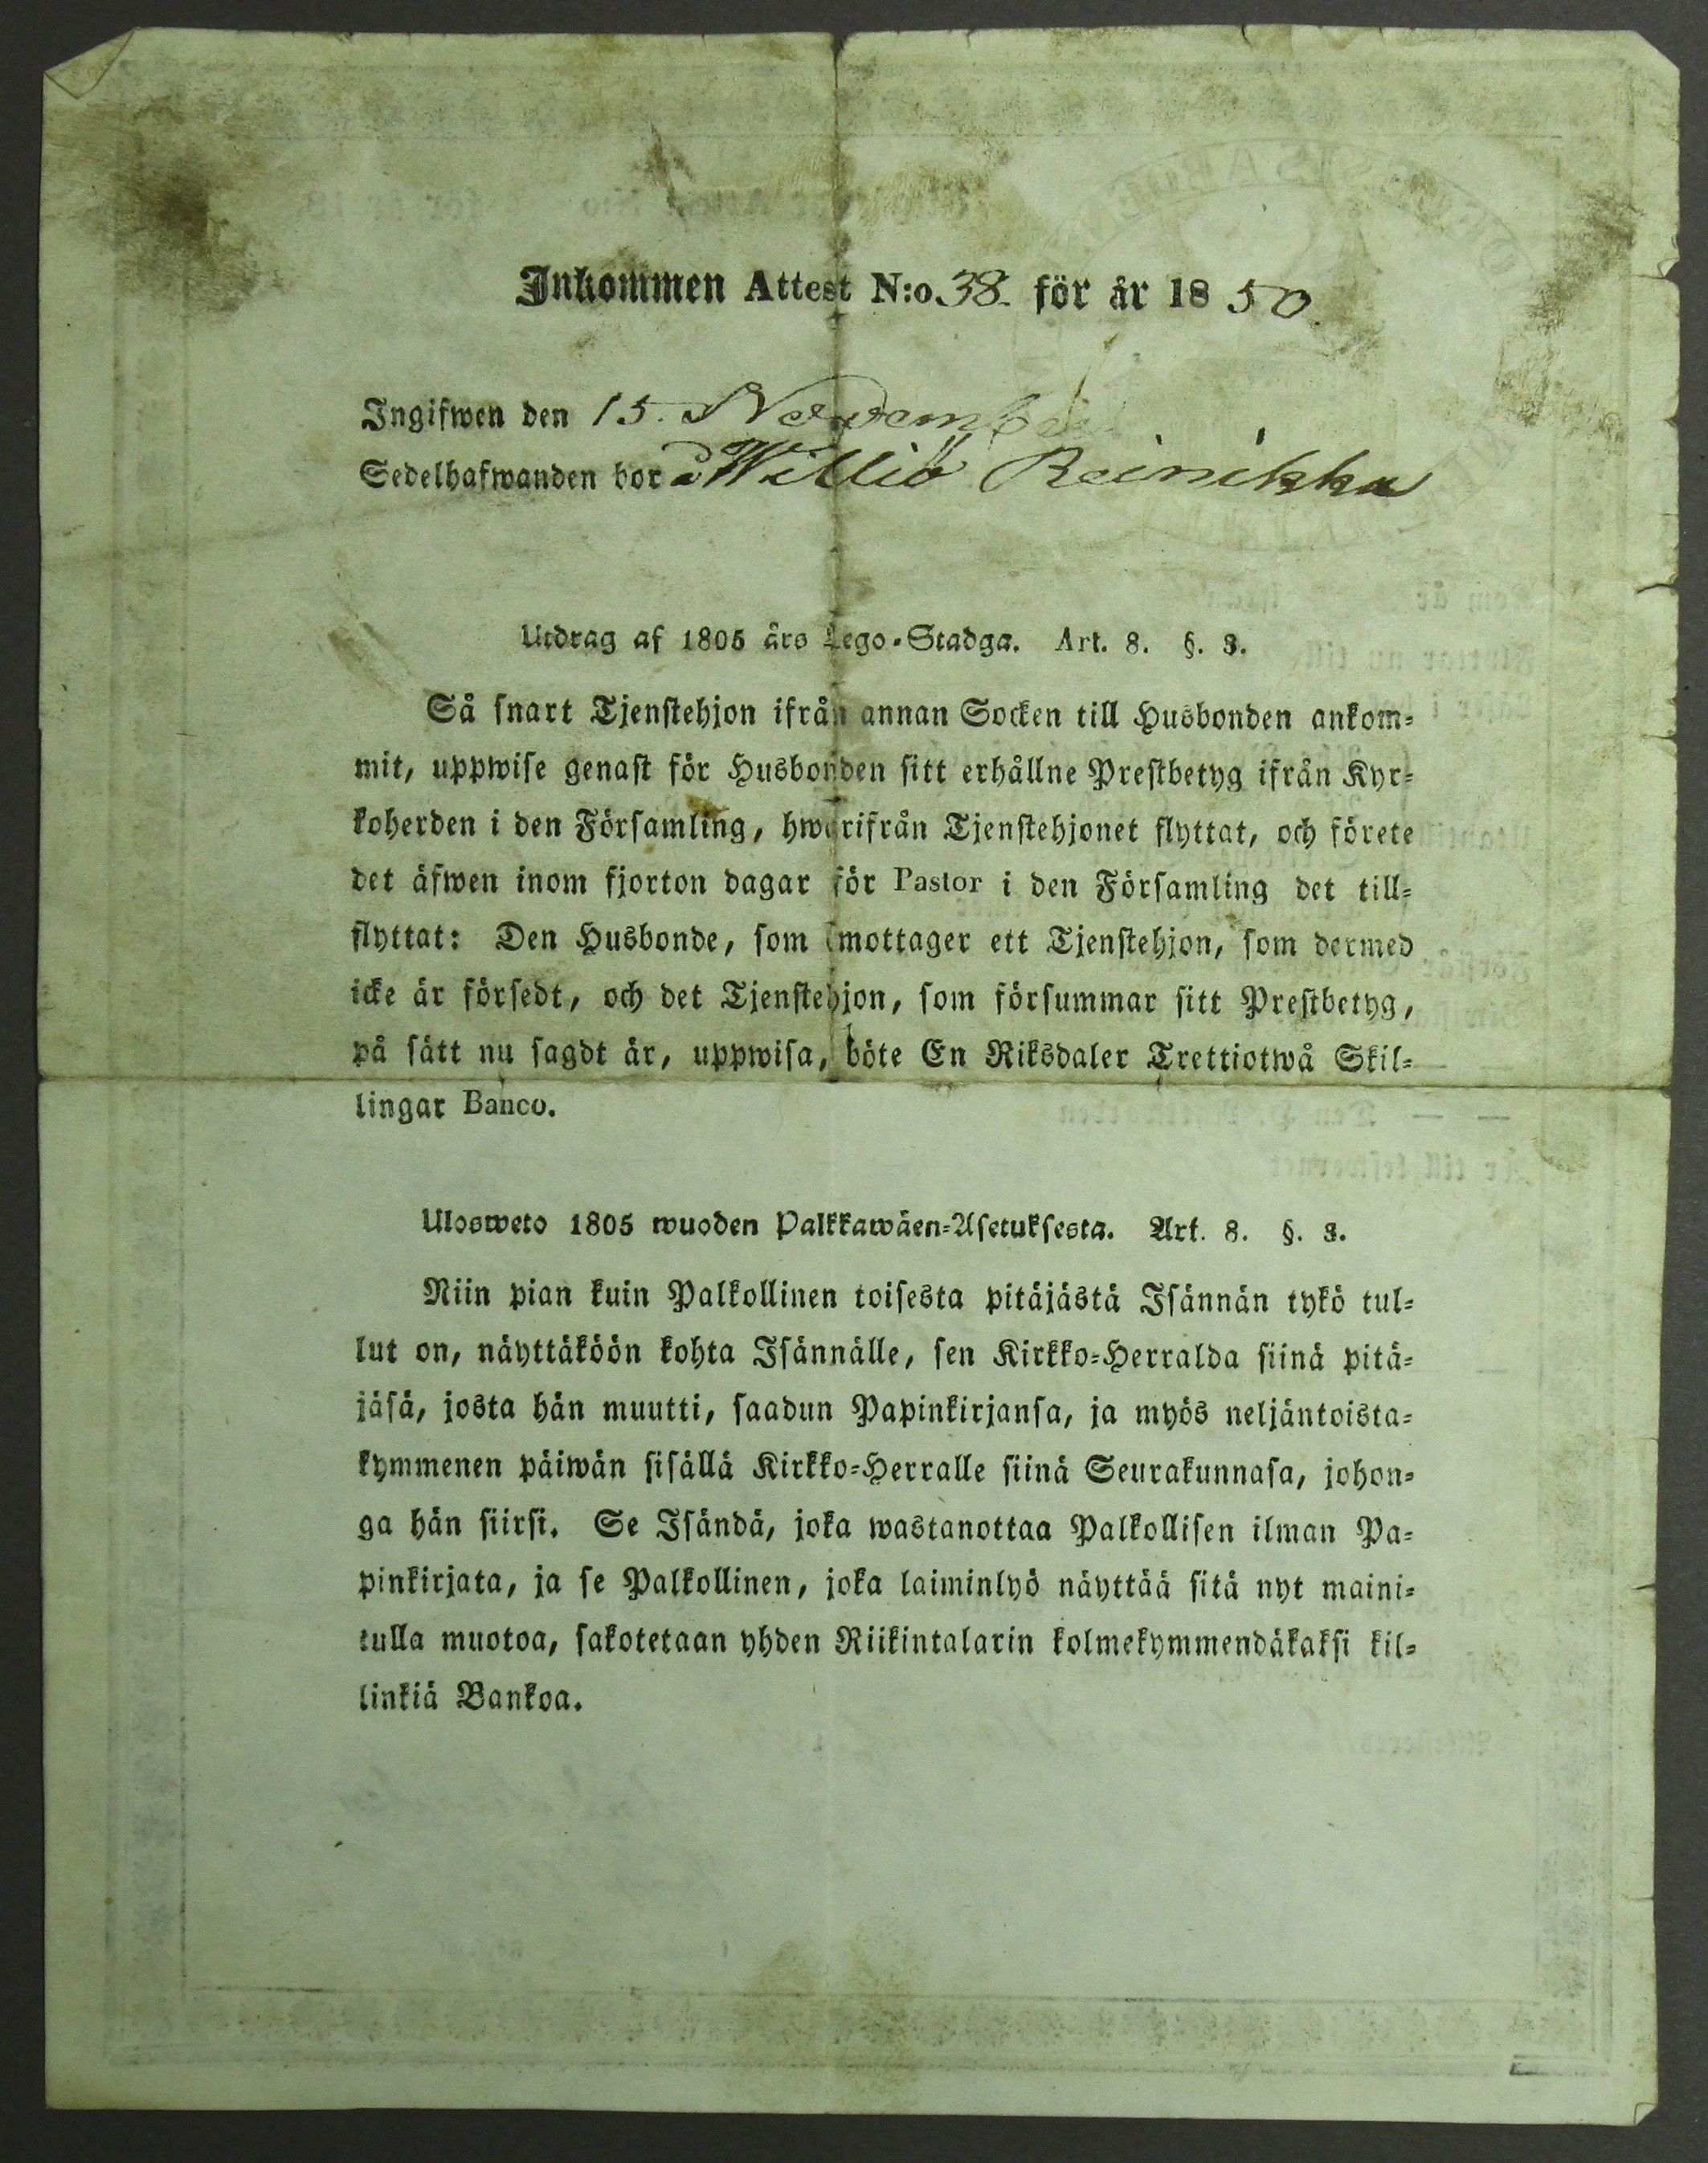 Inkommen Attest N:o 38. för år 1850.
Ingifwen den 15. November
Sedelhafwanden bor å Williö Reinikka
Utdrag af 1805 års Lego-Stadga. Art. 8. §. 3.
Så snart Tjenstehjon ifrån annan Socken till Husbonden ankom-
mit, uppwise genast för Husbonden sitt erhållne Prestbetyg ifrån Kyr-
koherden i den Församling, hwarifrån Tjenstehjonet flyttat, och förete
det äfwen inom fjorton dagar för Pastor i den Församling det till-
flyttat: Den Husbonde, som emottager ett Tjenstehjon, som dermed
icke är försedt, och det Tjenstehjon, som försummar sitt Prestbetyg,
på sätt nu sagdt är, uppwisa, böte En Riksdaler Trettiotwå Skil-
lingar Banco.
Ulosweto 1805 wuoden Palkkawäen-Asetuksesta. Art. 8. §. 3.
Niin pian kuin Palkollinen toisesta pitäjästä Isännän tykö tul-
lut on, näyttäköön kohta Isännälle, sen Kirkko-Herralda siinä pitä-
jäsä, josta hän muutti, saadun Papinkirjansa, ja myös neljäntoista-
kymmenen päiwän sisällä Kirkko-Herralle siinä Seurakunnasa, johon-
ga hän siirsi. Se Isändä, joka wastanottaa Palkollisen ilman Pa-
pinkirjata, ja se Palkollinen, joka laiminlyö näyttää sitä nyt maini-
tulla muotoa, sakotetaan yhden Riikintalarin kolmekymmendäkaksi kil-
linkiä Bankoa.